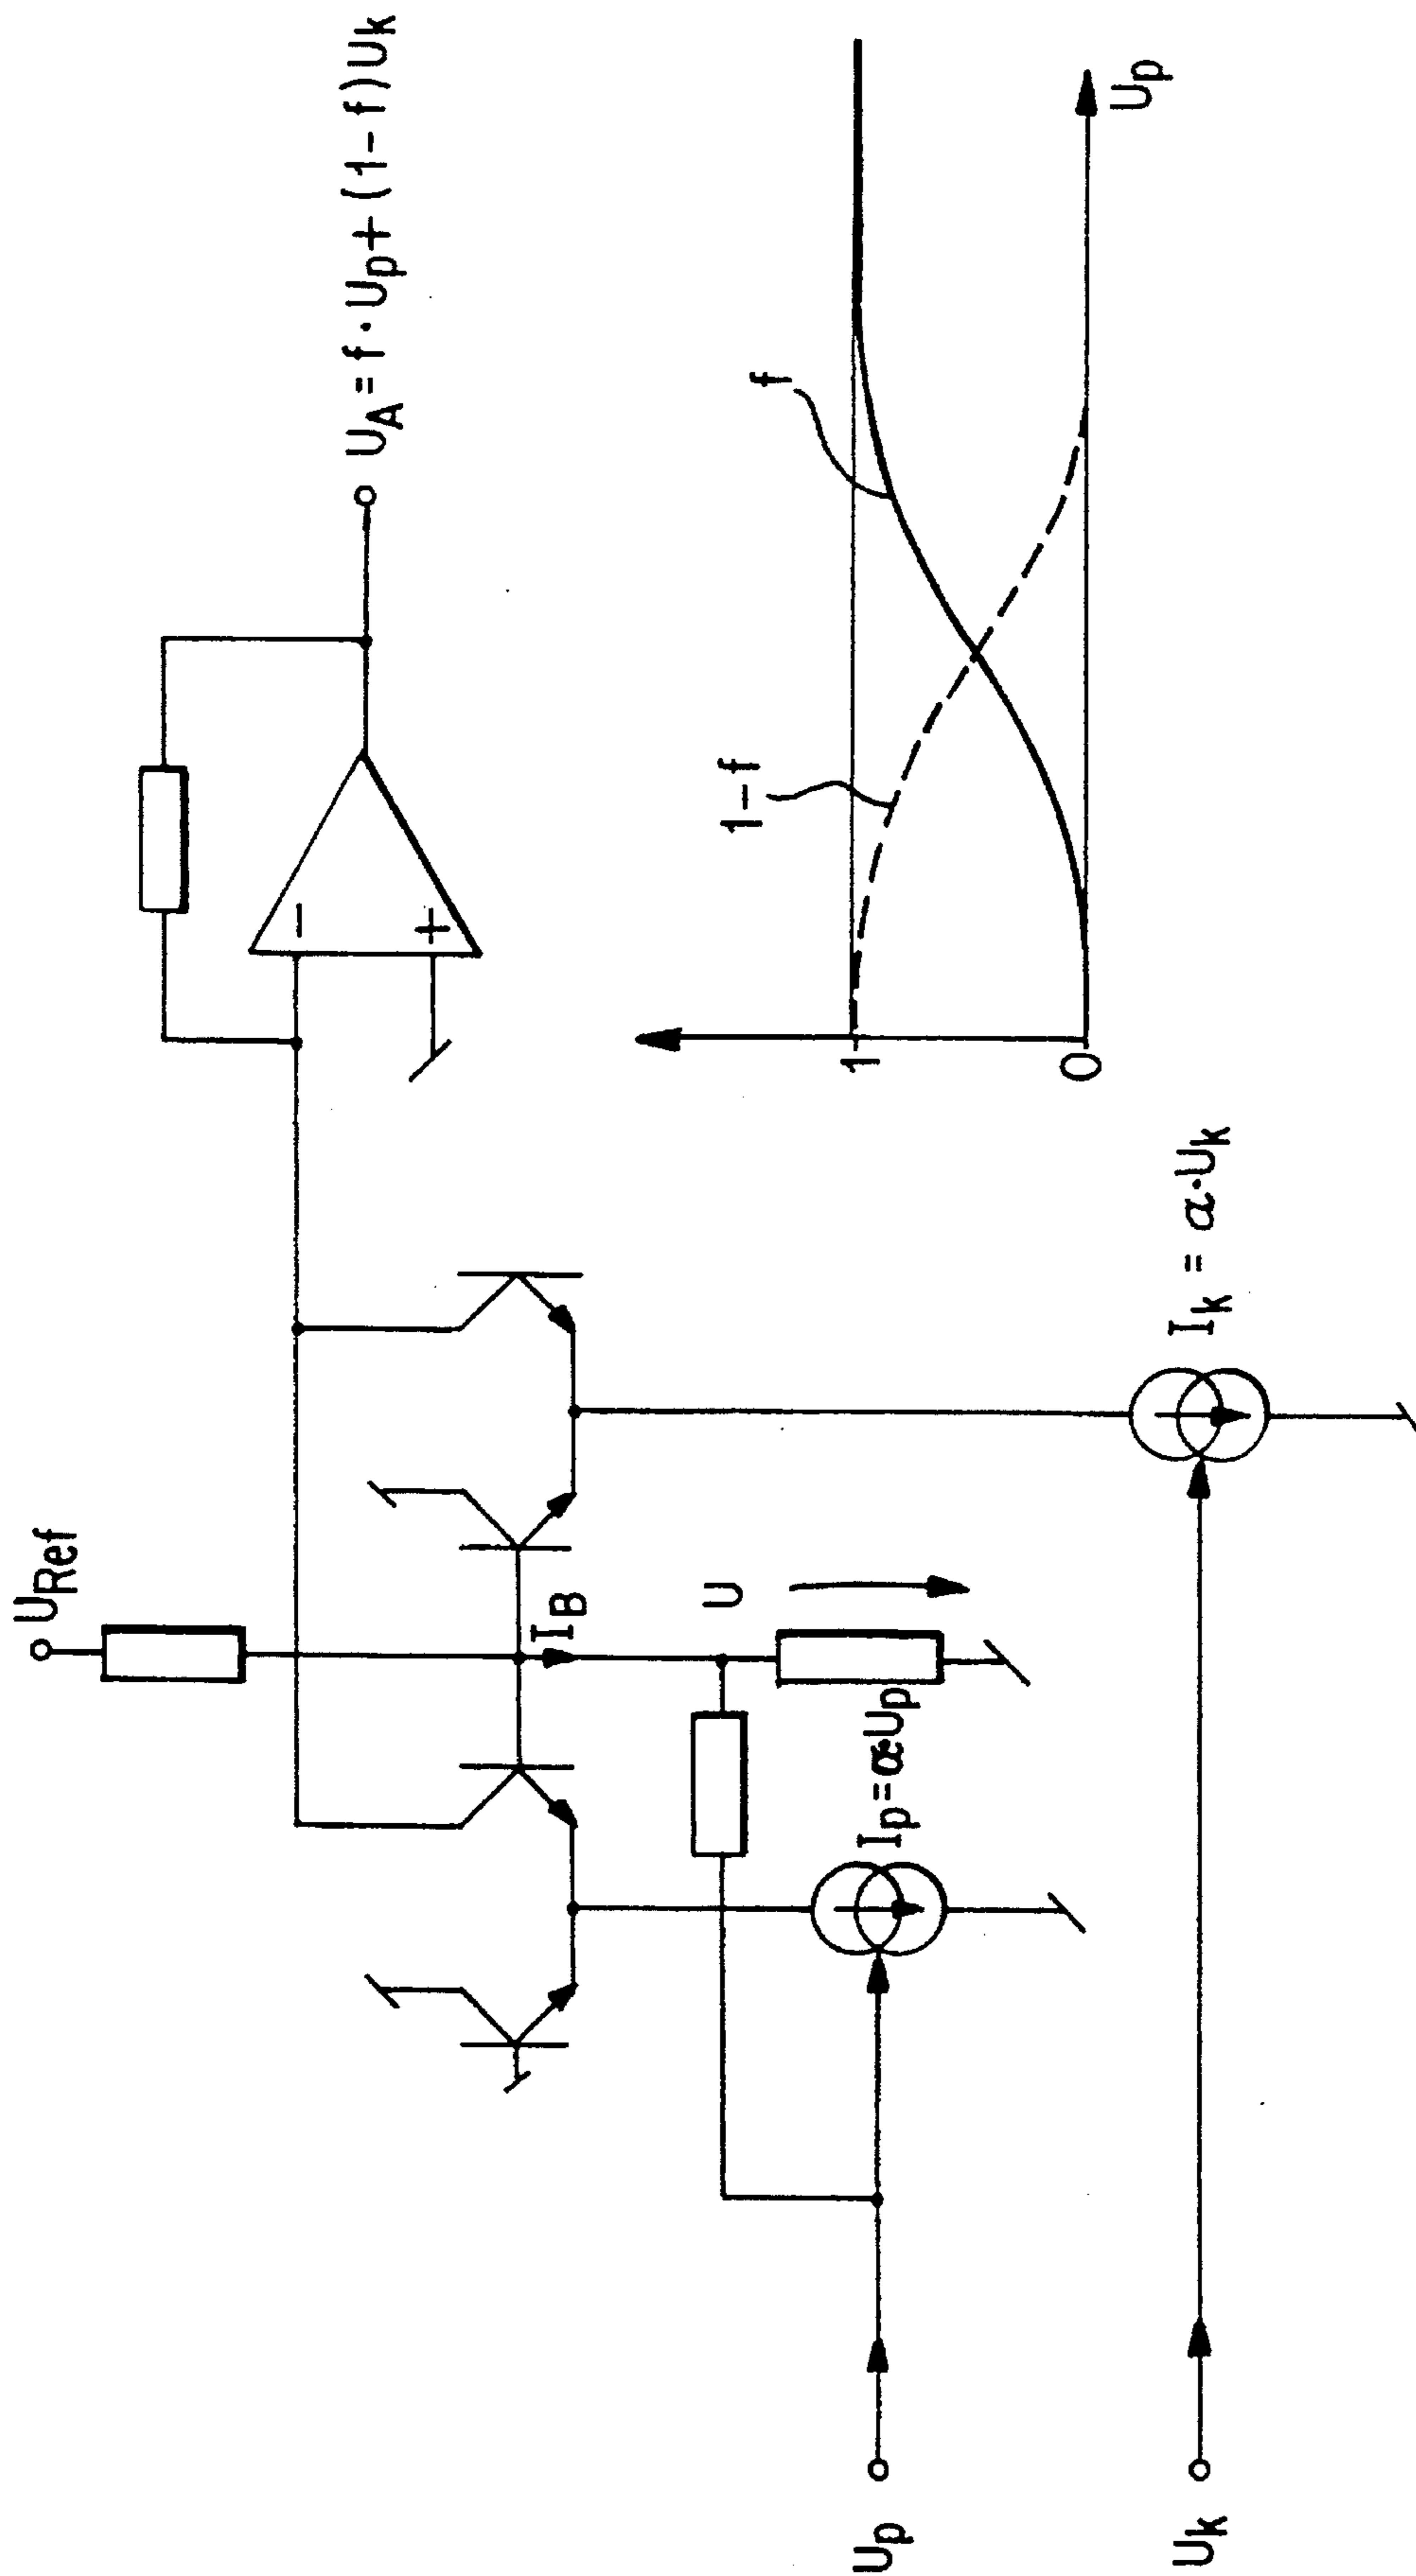 U_Ref
U_A = f · U_p + (1 - f) U_k
−
+
I_B
U
I_p = α · U_p
I_k = α · U_k
U_p
U_k
1
0
1-f
f
U_p